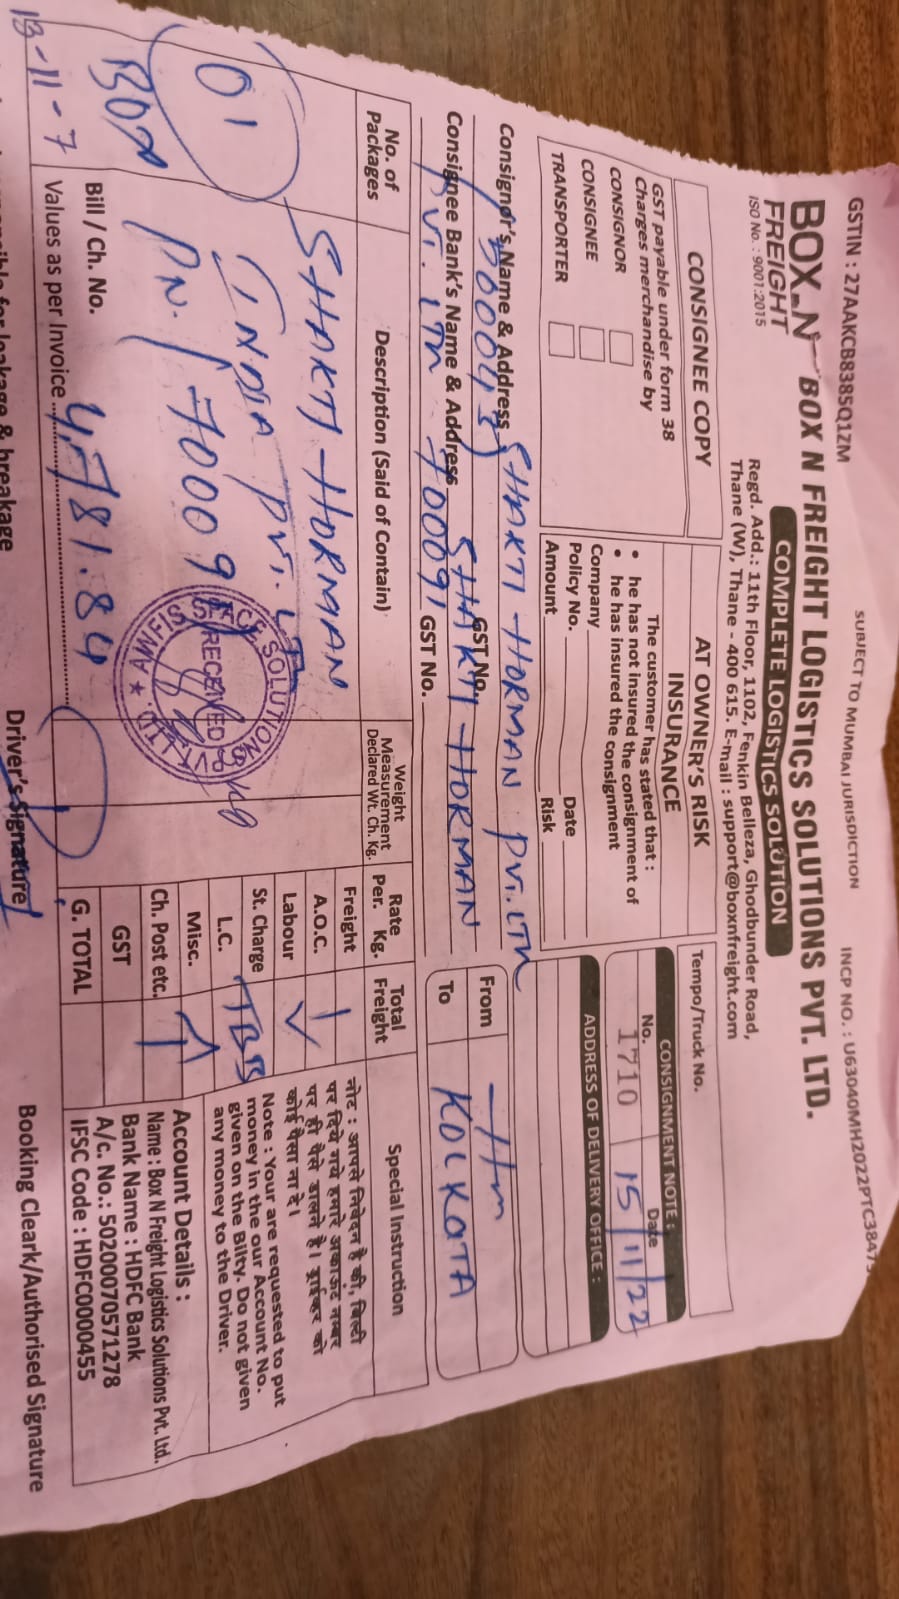 GSTIN : 27AAKCB8385Q1ZM
SUBJECT TO MUMBAI JURISDICTION
INCP NO. : U63040MH2022PTC3847
BOX N FREIGHT
ISO No. : 9001:2015
BOX N FREIGHT LOGISTICS SOLUTIONS PVT. LTD.
COMPLETE LOGISTICS SOLUTION
Regd. Add.: 11th Floor, 1102, Fenkin Belleza, Ghodbunder Road,
Thane (W), Thane - 400 615. E-mail : support@boxnfreight.com
CONSIGNEE COPY
GST payable under form 38
Charges merchandise by
CONSIGNOR
CONSIGNEE
TRANSPORTER
AT OWNER'S RISK
INSURANCE
The customer has stated that :
• he has not insured the consignment of
• he has insured the consignment
Company
Policy No. Date
Amount Risk
Tempo/Truck No.
CONSIGNMENT NOTE :
No. Date
1710 15/11/22
ADDRESS OF DELIVERY OFFICE :
Consignor's Name & Address SHAKTI HORMAN PVT. LTD
(500043) GST No.
Consignee Bank's Name & Address SHAKTI HORMAN
PVT. LTD 700091 GST No.
From
To KOLKATA
No. of Packages
Description (Said of Contain)
Weight
Measurement
Declared Wt. Ch. Kg.
Rate
Per. Kg.
Total
Freight
Special Instruction
01
BOX
13-11-7
SHAKTI HORMAN
INDIA PVT. LTD
PN. / 700091
kg
AWFIS SPACE SOLUTIONS PVT. LTD. ★
RECEIVED
Bill / Ch. No.
Values as per Invoice 4,781.84
Freight
A.O.C.
Labour
St. Charge
L.C.
Misc.
Ch. Post etc.
GST
G. TOTAL
TBB
नोट : आपसे निवेदन है की, बिल्टी
पर दिये गये हमारे अकाऊंट नम्बर
पर ही पैसे डालने है। ड्राईव्हर को
कोई पैसा ना दे।
Note : Your are requested to put
money in the our Account No.
given on the Bilty. Do not given
any money to the Driver.
Account Details :
Name : Box N Freight Logistics Solutions Pvt. Ltd.
Bank Name : HDFC Bank
A/c. No.: 50200070571278
IFSC Code : HDFC0000455
for leakage & breakage
Driver's Signature
Booking Cleark/Authorised Signature